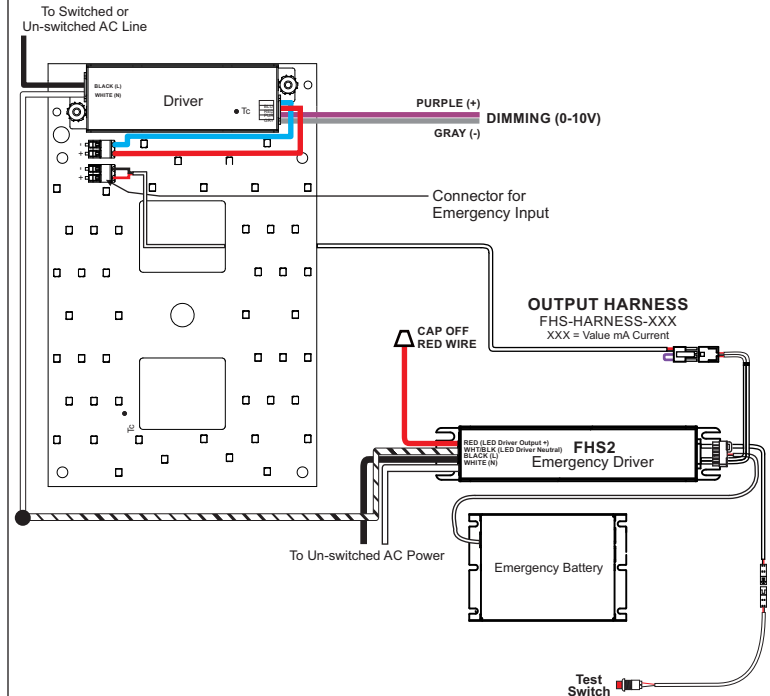 To Switched or
Un-switched AC Line
BLACK (L)
WHITE (N)
Driver
Tc
PURPLE (+)
DIMMING (0-10V)
GRAY (-)
-
+
-
+
Connector for
Emergency Input
OUTPUT HARNESS
FHS-HARNESS-XXX
XXX = Value mA Current
CAP OFF
RED WIRE
Tc
RED (LED Driver Output +)
WHT/BLK (LED Driver Neutral)
BLACK (L)
WHITE (N)
FHS2
Emergency Driver
To Un-switched AC Power
Emergency Battery
Test
Switch